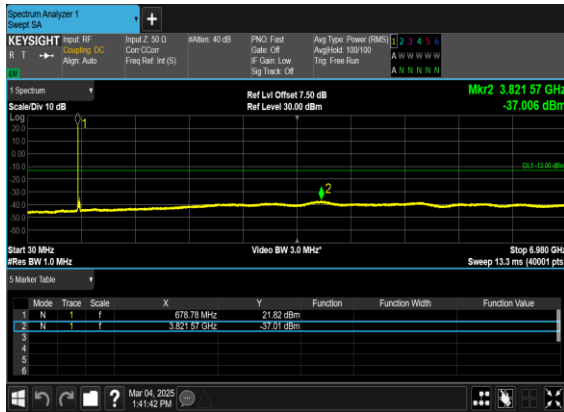 Spectrum Analyzer 1
Swept SA
KEYSIGHT Input: RF Input Z: 50 Ω #Atten: 40 dB PNO: Fast Avg Type: Power (RMS) 1 2 3 4 5 6
R T Coupling: DC Corr CCorr Gate: Off Avg|Hold: 100/100 A W W W W W
Align: Auto Freq Ref: Int (S) IF Gain: Low Trig: Free Run
LXI Sig Track: Off A N N N N N
1 Spectrum Ref Lvl Offset 7.50 dB Mkr2 3.821 57 GHz
Scale/Div 10 dB Ref Level 30.00 dBm -37.006 dBm
Log
1
20.0
10.0
0.00
-10.0 DL1 -13.00 dBm
-20.0
-30.0 2
-40.0
-50.0
-60.0
Start 30 MHz Video BW 3.0 MHz* Stop 6.980 GHz
#Res BW 1.0 MHz Sweep 13.3 ms (40001 pts)
5 Marker Table
Mode Trace Scale X Y Function Function Width Function Value
1 N 1 f 678.78 MHz 21.82 dBm
2 N 1 f 3.821 57 GHz -37.01 dBm
3
4
5
6
? Mar 04, 2025
1:41:42 PM